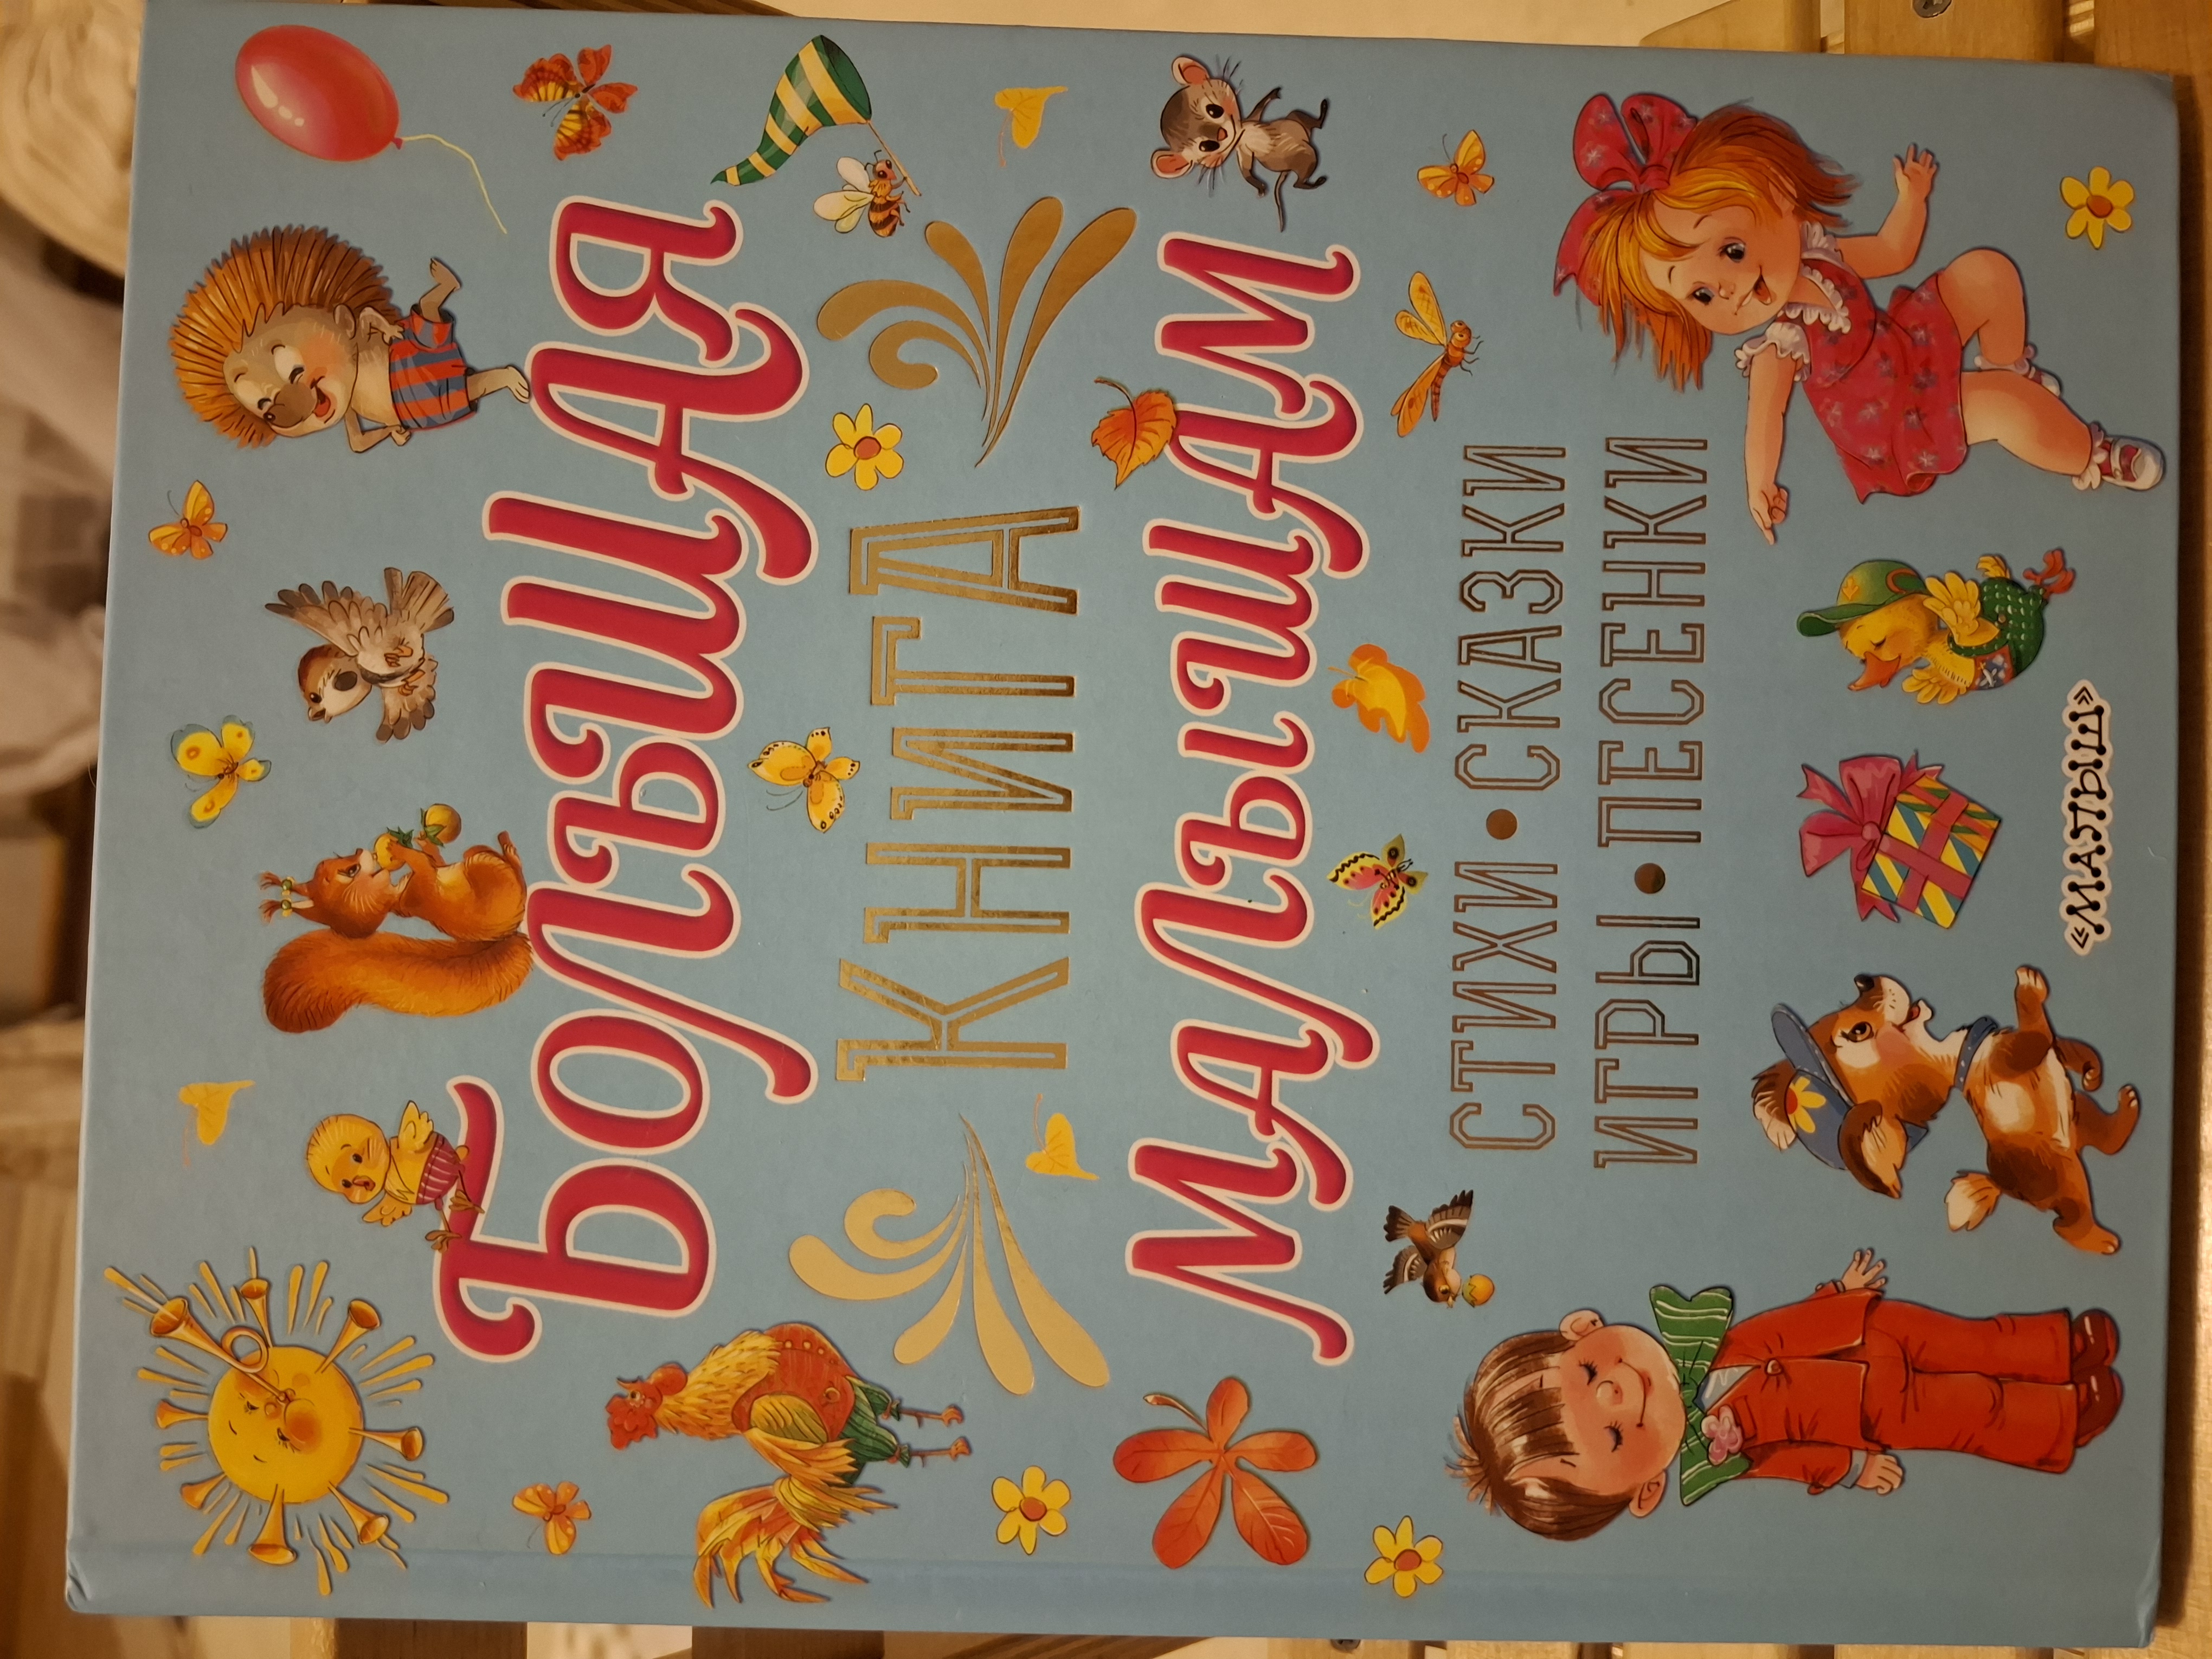 БОЛЬШАЯ
КНИГА
МАЛЫШАМ
СТИХИ • СКАЗКИ
ИГРЫ • ПЕСЕНКИ
«МАЛЫШ»